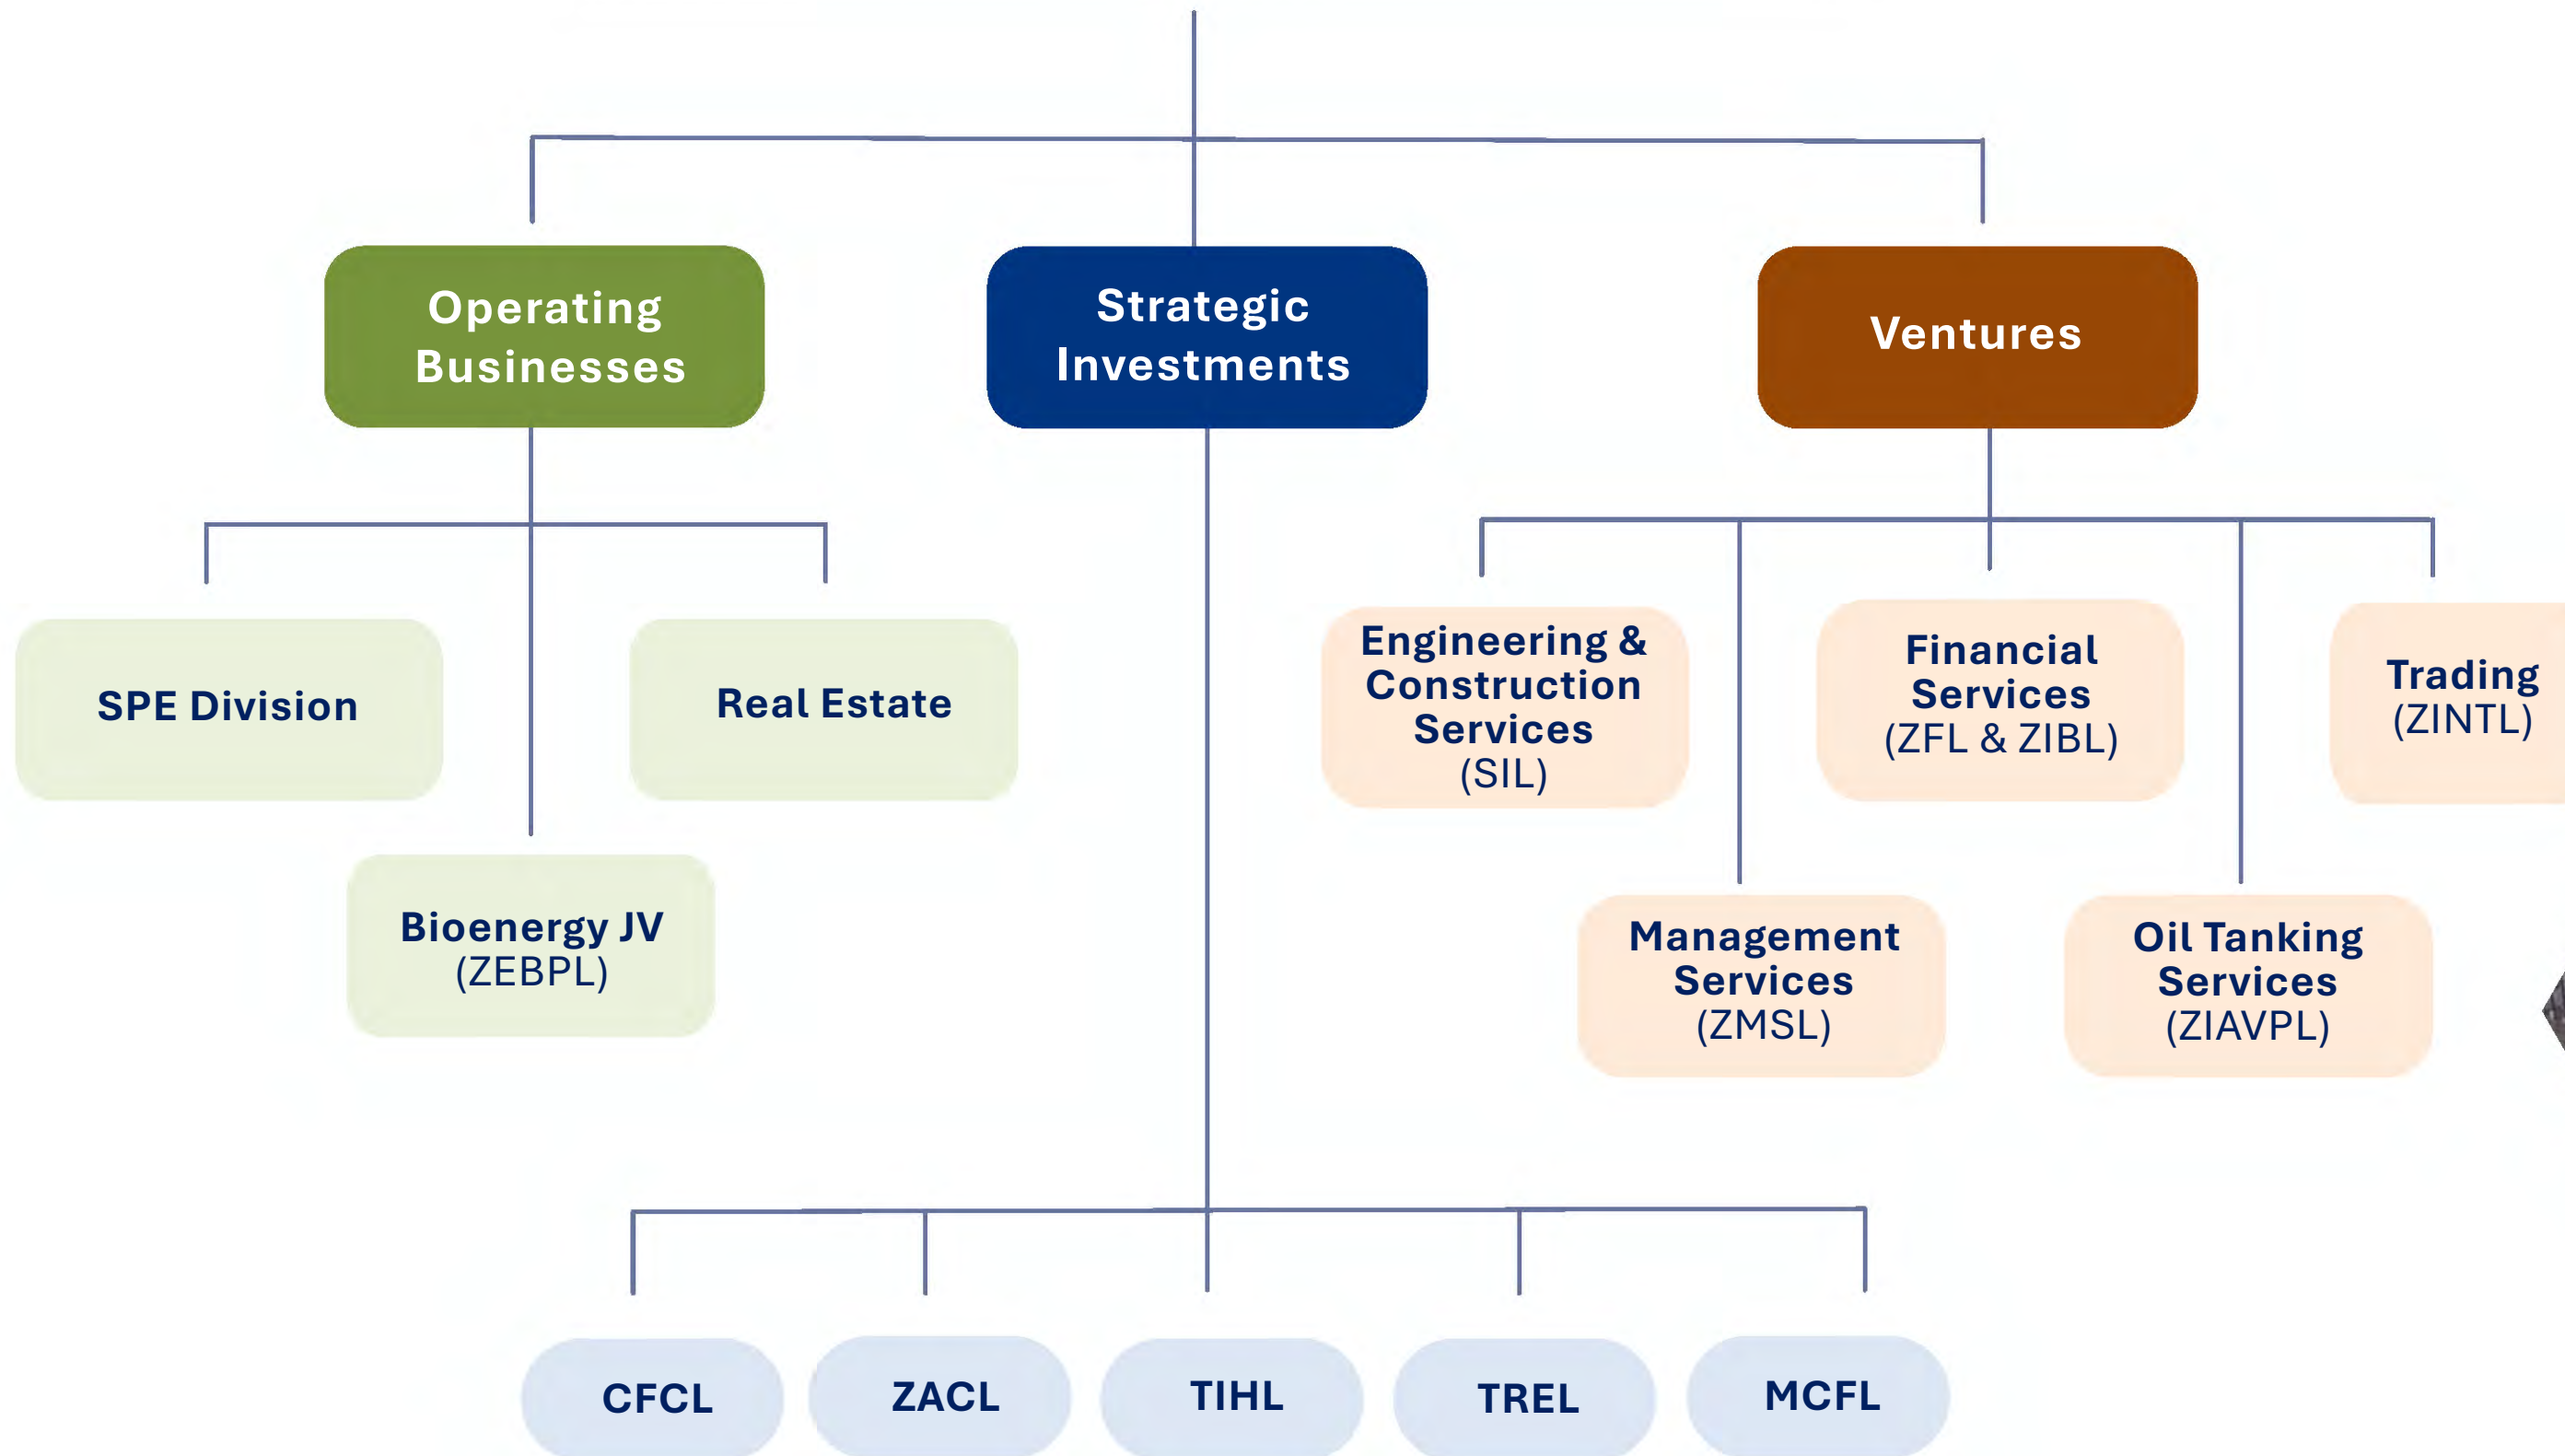 Operating
Businesses
Strategic
Investments
Ventures
SPE Division
Real Estate
Bioenergy JV
(ZEBPL)
Engineering &
Construction
Services
(SIL)
Financial
Services
(ZFL & ZIBL)
Trading
(ZINTL)
Management
Services
(ZMSL)
Oil Tanking
Services
(ZIAVPL)
CFCL
ZACL
TIHL
TREL
MCFL